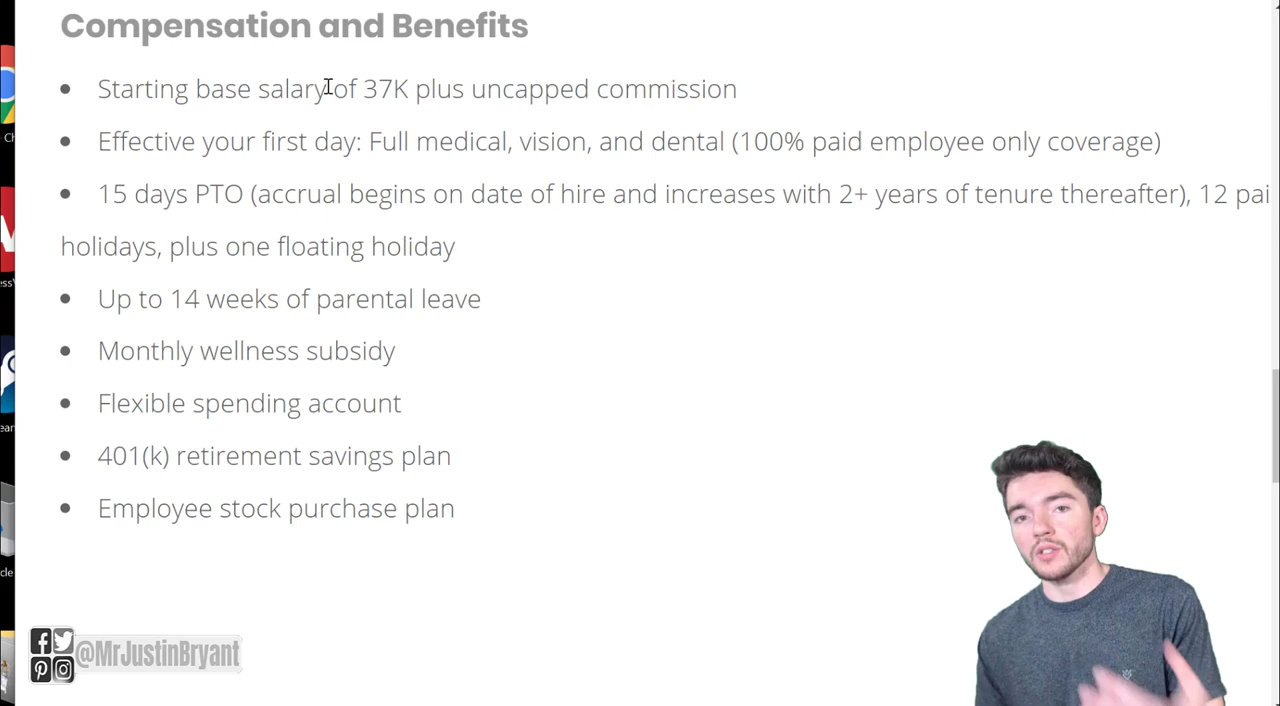 Compensation and Benefits
• Starting base salary of 37K plus uncapped commission
• Effective your first day: Full medical, vision, and dental (100% paid employee only coverage)
• 15 days PTO (accrual begins on date of hire and increases with 2+ years of tenure thereafter), 12 pai
holidays, plus one floating holiday
• Up to 14 weeks of parental leave
• Monthly wellness subsidy
• Flexible spending account
• 401(k) retirement savings plan
• Employee stock purchase plan
@MrJustinBryant